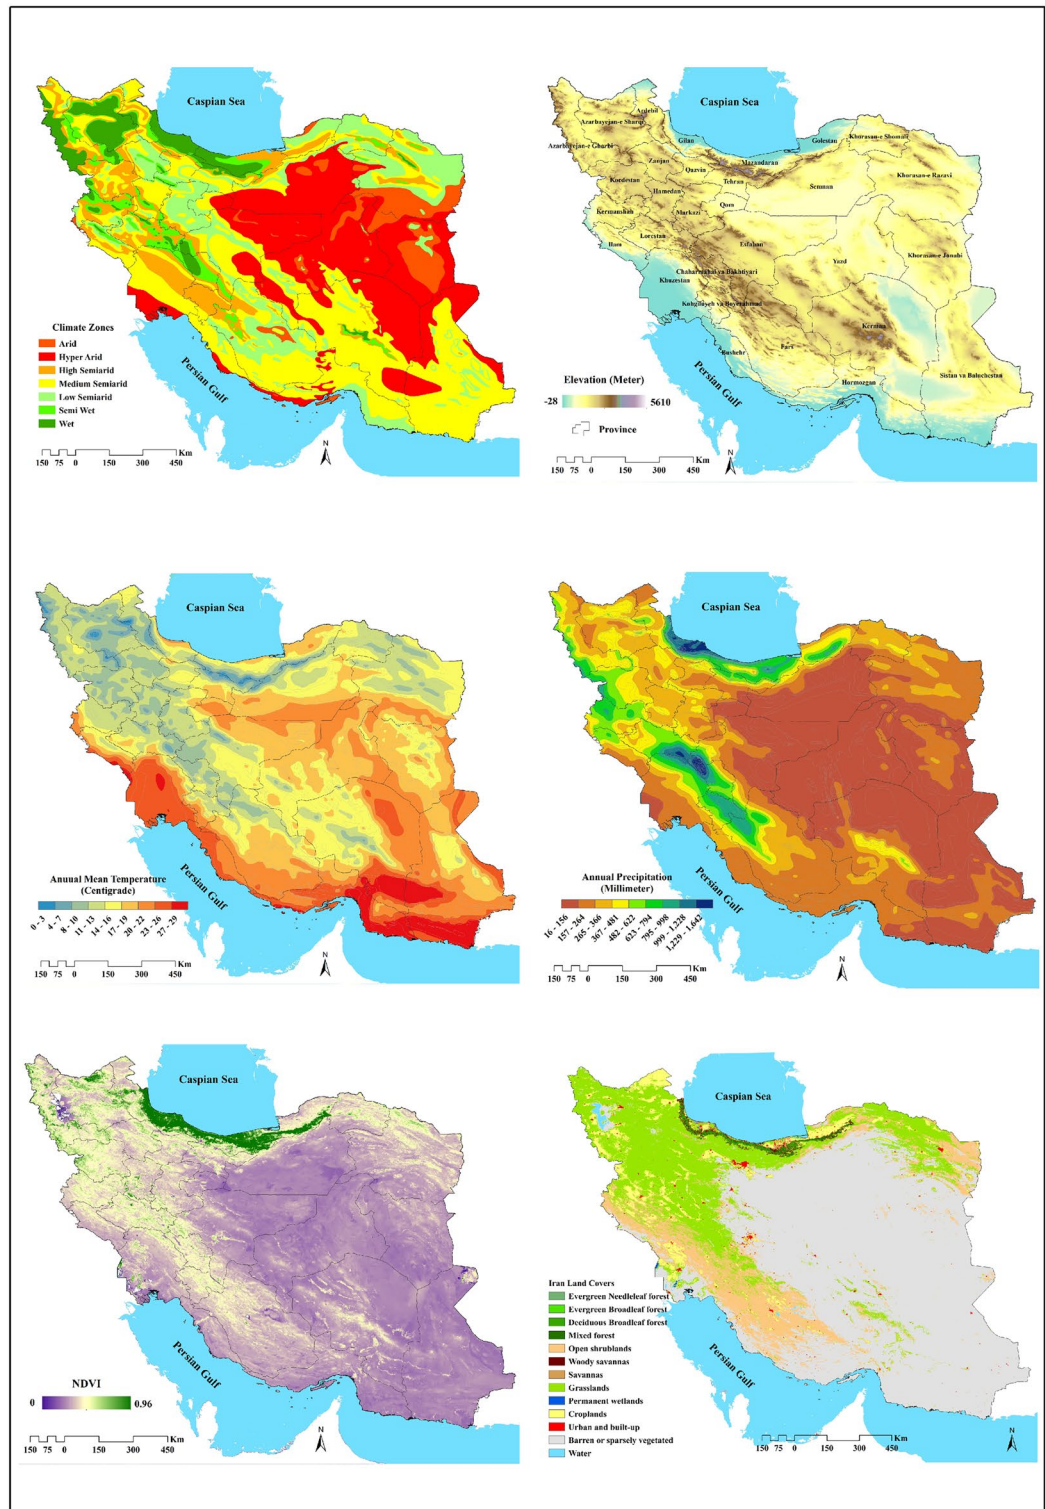 Caspian Sea
Persian Gulf
Climate Zones
Arid
Hyper Arid
High Semiarid
Medium Semiarid
Low Semiarid
Semi Wet
Wet
150 75 0 150 300 450 Km
N
Caspian Sea
Ardebil
Azarbayejan-e Sharqi
Azarbayejan-e Gharbi
Gilan
Golestan
Khorasan-e Shomali
Zanjan
Qazvin
Mazandaran
Tehran
Semnan
Khorasan-e Razavi
Kordestan
Hamedan
Qom
Kermanshah
Markazi
Lorestan
Ilam
Esfahan
Yazd
Khorasan-e Jonubi
Chaharmahal va Bakhtiyari
Khuzestan
Kohgiluyeh va Boyerahmad
Kerman
Fars
Bushehr
Hormozgan
Sistan va Baluchestan
Persian Gulf
Elevation (Meter)
-28 5610
Province
150 75 0 150 300 450 Km
N
Caspian Sea
Persian Gulf
Anuual Mean Temperature
(Centigrade)
0 - 3
4 - 7
8 - 10
11 - 13
14 - 16
17 - 19
20 - 22
23 - 26
27 - 29
150 75 0 150 300 450 Km
N
Caspian Sea
Persian Gulf
Annual Precipitation
(Millimeter)
16 - 156
157 - 264
265 - 366
367 - 481
482 - 622
623 - 794
795 - 998
999 - 1,228
1,229 - 1,642
150 75 0 150 300 450 Km
N
Caspian Sea
Persian Gulf
NDVI
0 0.96
150 75 0 150 300 450 Km
N
Caspian Sea
Persian Gulf
Iran Land Covers
Evergreen Needleleaf forest
Evergreen Broadleaf forest
Deciduous Broadleaf forest
Mixed forest
Open shrublands
Woody savannas
Savannas
Grasslands
Permanent wetlands
Croplands
Urban and built-up
Barren or sparsely vegetated
Water
150 75 0 150 300 450 Km
N